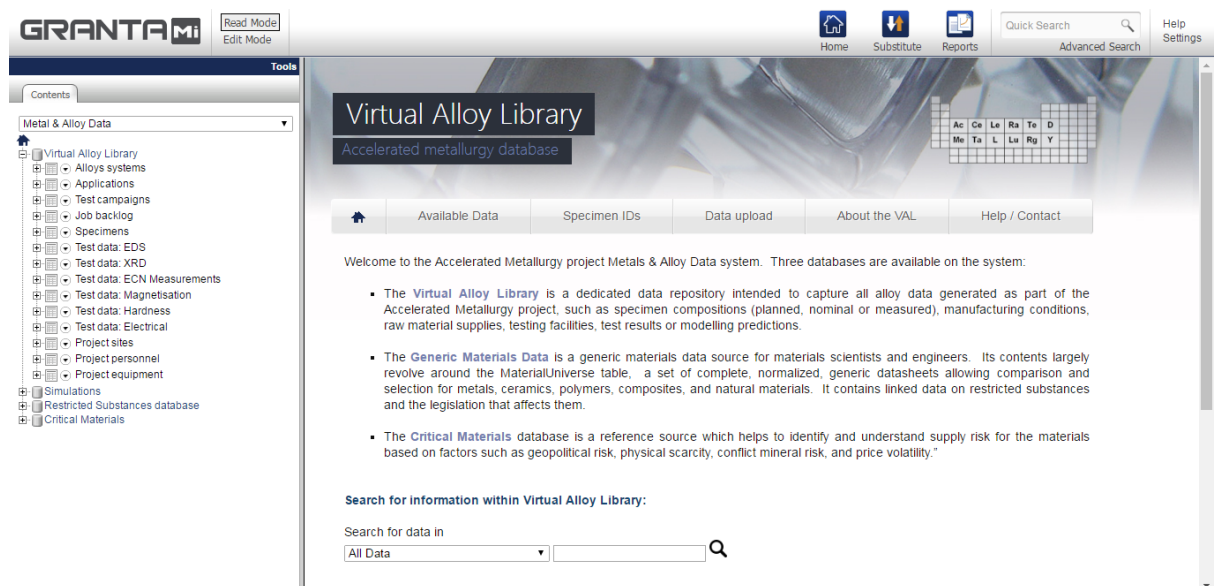 GRANTA Mi
Read Mode
Edit Mode
Home
Substitute
Reports
Quick Search
Advanced Search
Help
Settings
Tools
Contents
Metal & Alloy Data
Virtual Alloy Library
Alloys systems
Applications
Test campaigns
Job backlog
Specimens
Test data: EDS
Test data: XRD
Test data: ECN Measurements
Test data: Magnetisation
Test data: Hardness
Test data: Electrical
Project sites
Project personnel
Project equipment
Simulations
Restricted Substances database
Critical Materials
Virtual Alloy Library
Accelerated metallurgy database
Ac Ce Le Ra Te D
Me Ta L Lu Rg Y
Available Data
Specimen IDs
Data upload
About the VAL
Help / Contact
Welcome to the Accelerated Metallurgy project Metals & Alloy Data system. Three databases are available on the system:
The Virtual Alloy Library is a dedicated data repository intended to capture all alloy data generated as part of the
Accelerated Metallurgy project, such as specimen compositions (planned, nominal or measured), manufacturing conditions,
raw material supplies, testing facilities, test results or modelling predictions.
The Generic Materials Data is a generic materials data source for materials scientists and engineers. Its contents largely
revolve around the MaterialUniverse table, a set of complete, normalized, generic datasheets allowing comparison and
selection for metals, ceramics, polymers, composites, and natural materials. It contains linked data on restricted substances
and the legislation that affects them.
The Critical Materials database is a reference source which helps to identify and understand supply risk for the materials
based on factors such as geopolitical risk, physical scarcity, conflict mineral risk, and price volatility.”
Search for information within Virtual Alloy Library:
Search for data in
All Data